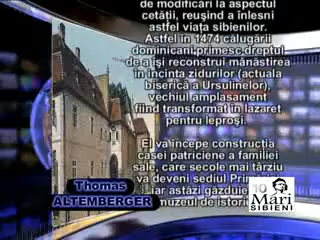 de modificări la aspectul
cetății, reușind a înlesni
astfel viața sibienilor.
Astfel în 1474 călugării
dominicani primesc dreptul
de a își reconstrui mânăstirea
în incinta zidurilor (actuala
biserică a Ursulinelor),
vechiul amplasament
fiind transformat în lazaret
pentru leproși.
El va începe construcția
casei patriciene a familiei
sale, care secole mai târziu
va deveni sediul
iar astăzi
muzeul de istorie
Thomas
ALTEMBERGER
10
Mari
SIBIENI